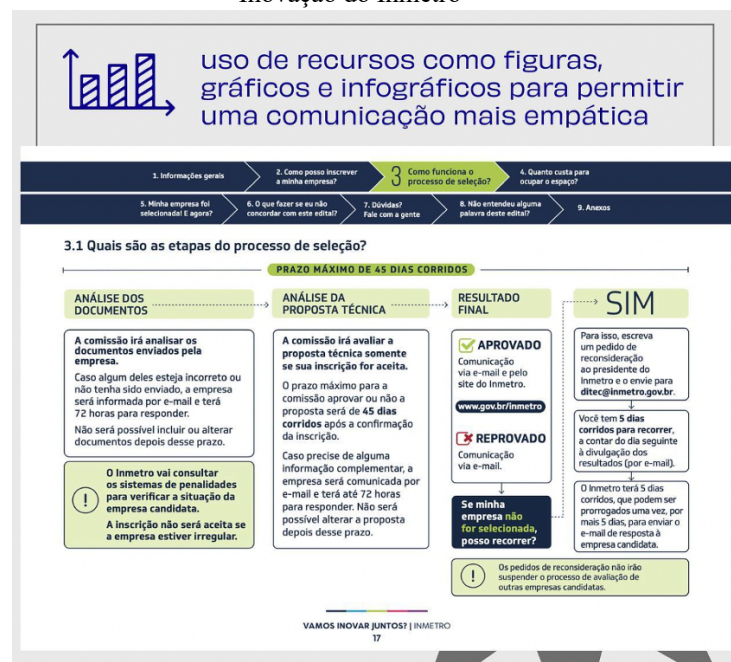 Inovação do Inmetro
uso de recursos como figuras,
gráficos e infográficos para permitir
uma comunicação mais empática
1. Informações gerais
2. Como posso inscrever
a minha empresa?
3 Como funciona o
processo de seleção?
4. Quanto custa para
ocupar o espaço?
5. Minha empresa foi
selecionada! E agora?
6. O que fazer se eu não
concordar com este edital?
7. Dúvidas?
Fale com a gente
8. Não entendeu alguma
palavra deste edital?
9. Anexos
3.1 Quais são as etapas do processo de seleção?
PRAZO MÁXIMO DE 45 DIAS CORRIDOS
ANÁLISE DOS
DOCUMENTOS
A comissão irá analisar os
documentos enviados pela
empresa.
Caso algum deles esteja incorreto ou
não tenha sido enviado, a empresa
será informada por e-mail e terá
72 horas para responder.
Não será possível incluir ou alterar
documentos depois desse prazo.
! O Inmetro vai consultar
os sistemas de penalidades
para verificar a situação da
empresa candidata.
A inscrição não será aceita se
a empresa estiver irregular.
ANÁLISE DA
PROPOSTA TÉCNICA
A comissão irá avaliar a
proposta técnica somente
se sua inscrição for aceita.
O prazo máximo para a
comissão aprovar ou não a
proposta será de 45 dias
corridos após a confirmação
da inscrição.
Caso precise de alguma
informação complementar, a
empresa será comunicada por
e-mail e terá até 72 horas
para responder. Não será
possível alterar a proposta
depois desse prazo.
RESULTADO
FINAL
APROVADO
Comunicação
via e-mail e pelo
site do Inmetro.
www.gov.br/inmetro
REPROVADO
Comunicação
via e-mail.
Se minha
empresa não
for selecionada,
posso recorrer?
SIM
Para isso, escreva
um pedido de
reconsideração
ao presidente do
Inmetro e o envie para
ditec@inmetro.gov.br.
Você tem 5 dias
corridos para recorrer,
a contar do dia seguinte
à divulgação dos
resultados (por e-mail).
O Inmetro terá 5 dias
corridos, que podem ser
prorrogados uma vez, por
mais 5 dias, para enviar o
e-mail de resposta à
empresa candidata.
! Os pedidos de reconsideração não irão
suspender o processo de avaliação de
outras empresas candidatas.
VAMOS INOVAR JUNTOS? | INMETRO
17